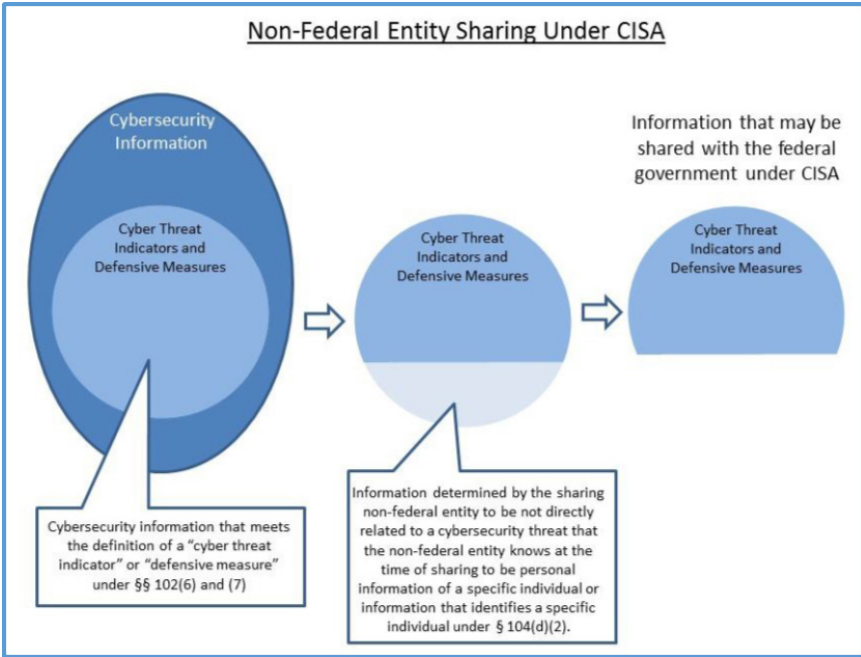 Non-Federal Entity Sharing Under CISA
Cybersecurity
Information
Cyber Threat
Indicators and
Defensive Measures
Cybersecurity information that meets
the definition of a “cyber threat
indicator” or “defensive measure”
under §§ 102(6) and (7)
Cyber Threat
Indicators and
Defensive Measures
Information determined by the sharing
non-federal entity to be not directly
related to a cybersecurity threat that
the non-federal entity knows at the
time of sharing to be personal
information of a specific individual or
information that identifies a specific
individual under § 104(d)(2).
Information that may be
shared with the federal
government under CISA
Cyber Threat
Indicators and
Defensive Measures